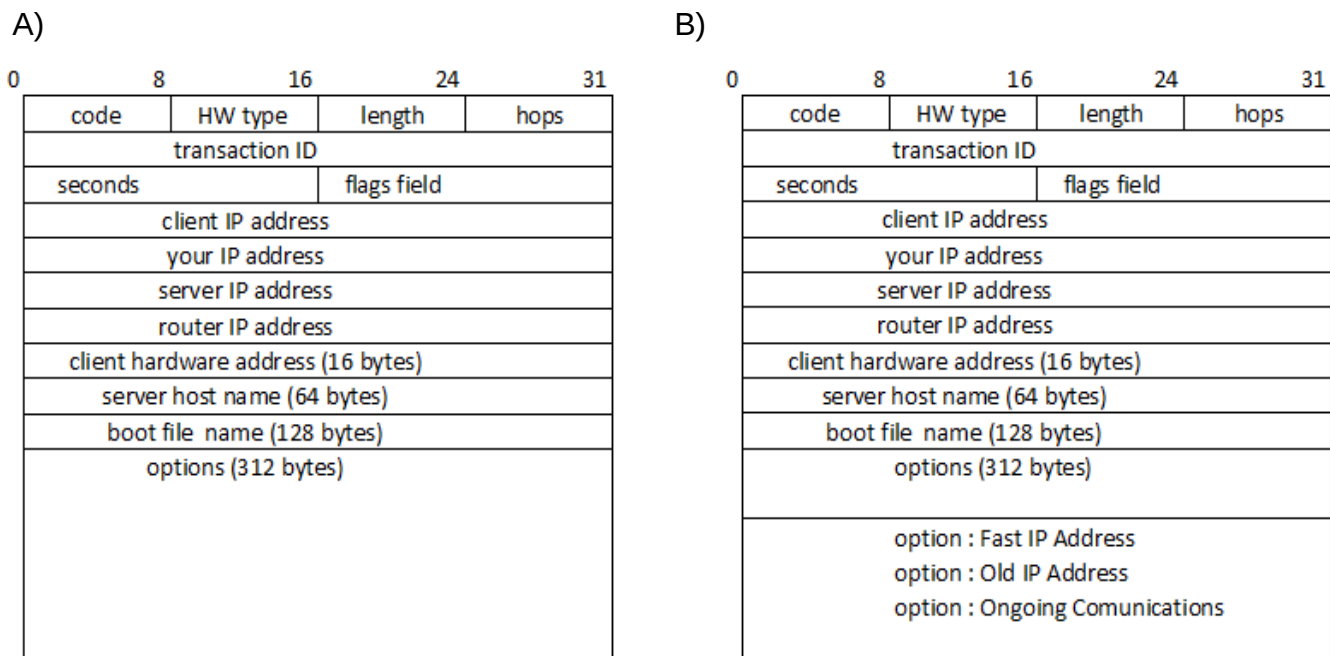 A)
0 8 16 24 31
code HW type length hops
transaction ID
seconds flags field
client IP address
your IP address
server IP address
router IP address
client hardware address (16 bytes)
server host name (64 bytes)
boot file name (128 bytes)
options (312 bytes)
B)
0 8 16 24 31
code HW type length hops
transaction ID
seconds flags field
client IP address
your IP address
server IP address
router IP address
client hardware address (16 bytes)
server host name (64 bytes)
boot file name (128 bytes)
options (312 bytes)
option : Fast IP Address
option : Old IP Address
option : Ongoing Comunications